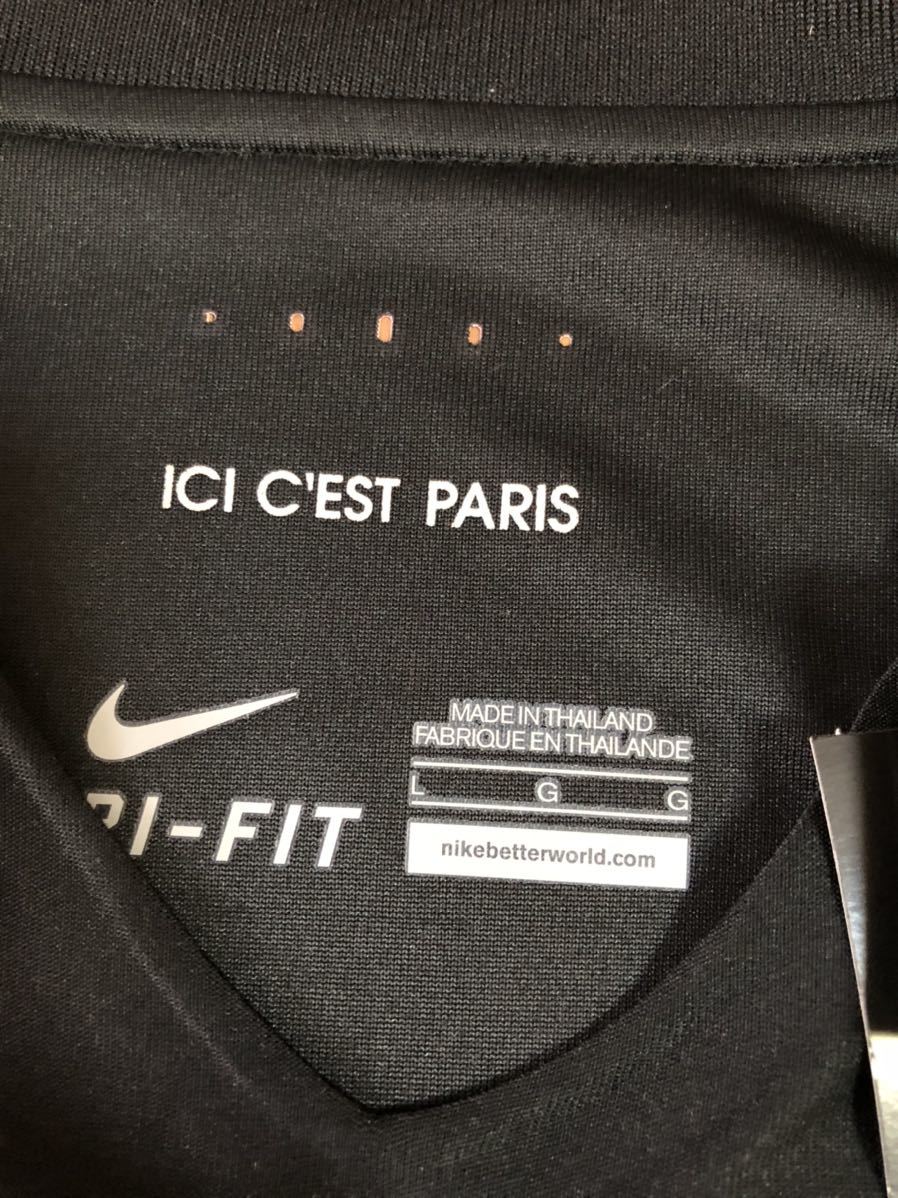 ICI C'EST PARIS
MADE IN THAILAND
FABRIQUE EN THAILANDE
L G G
RI-FIT
nikebetterworld.com